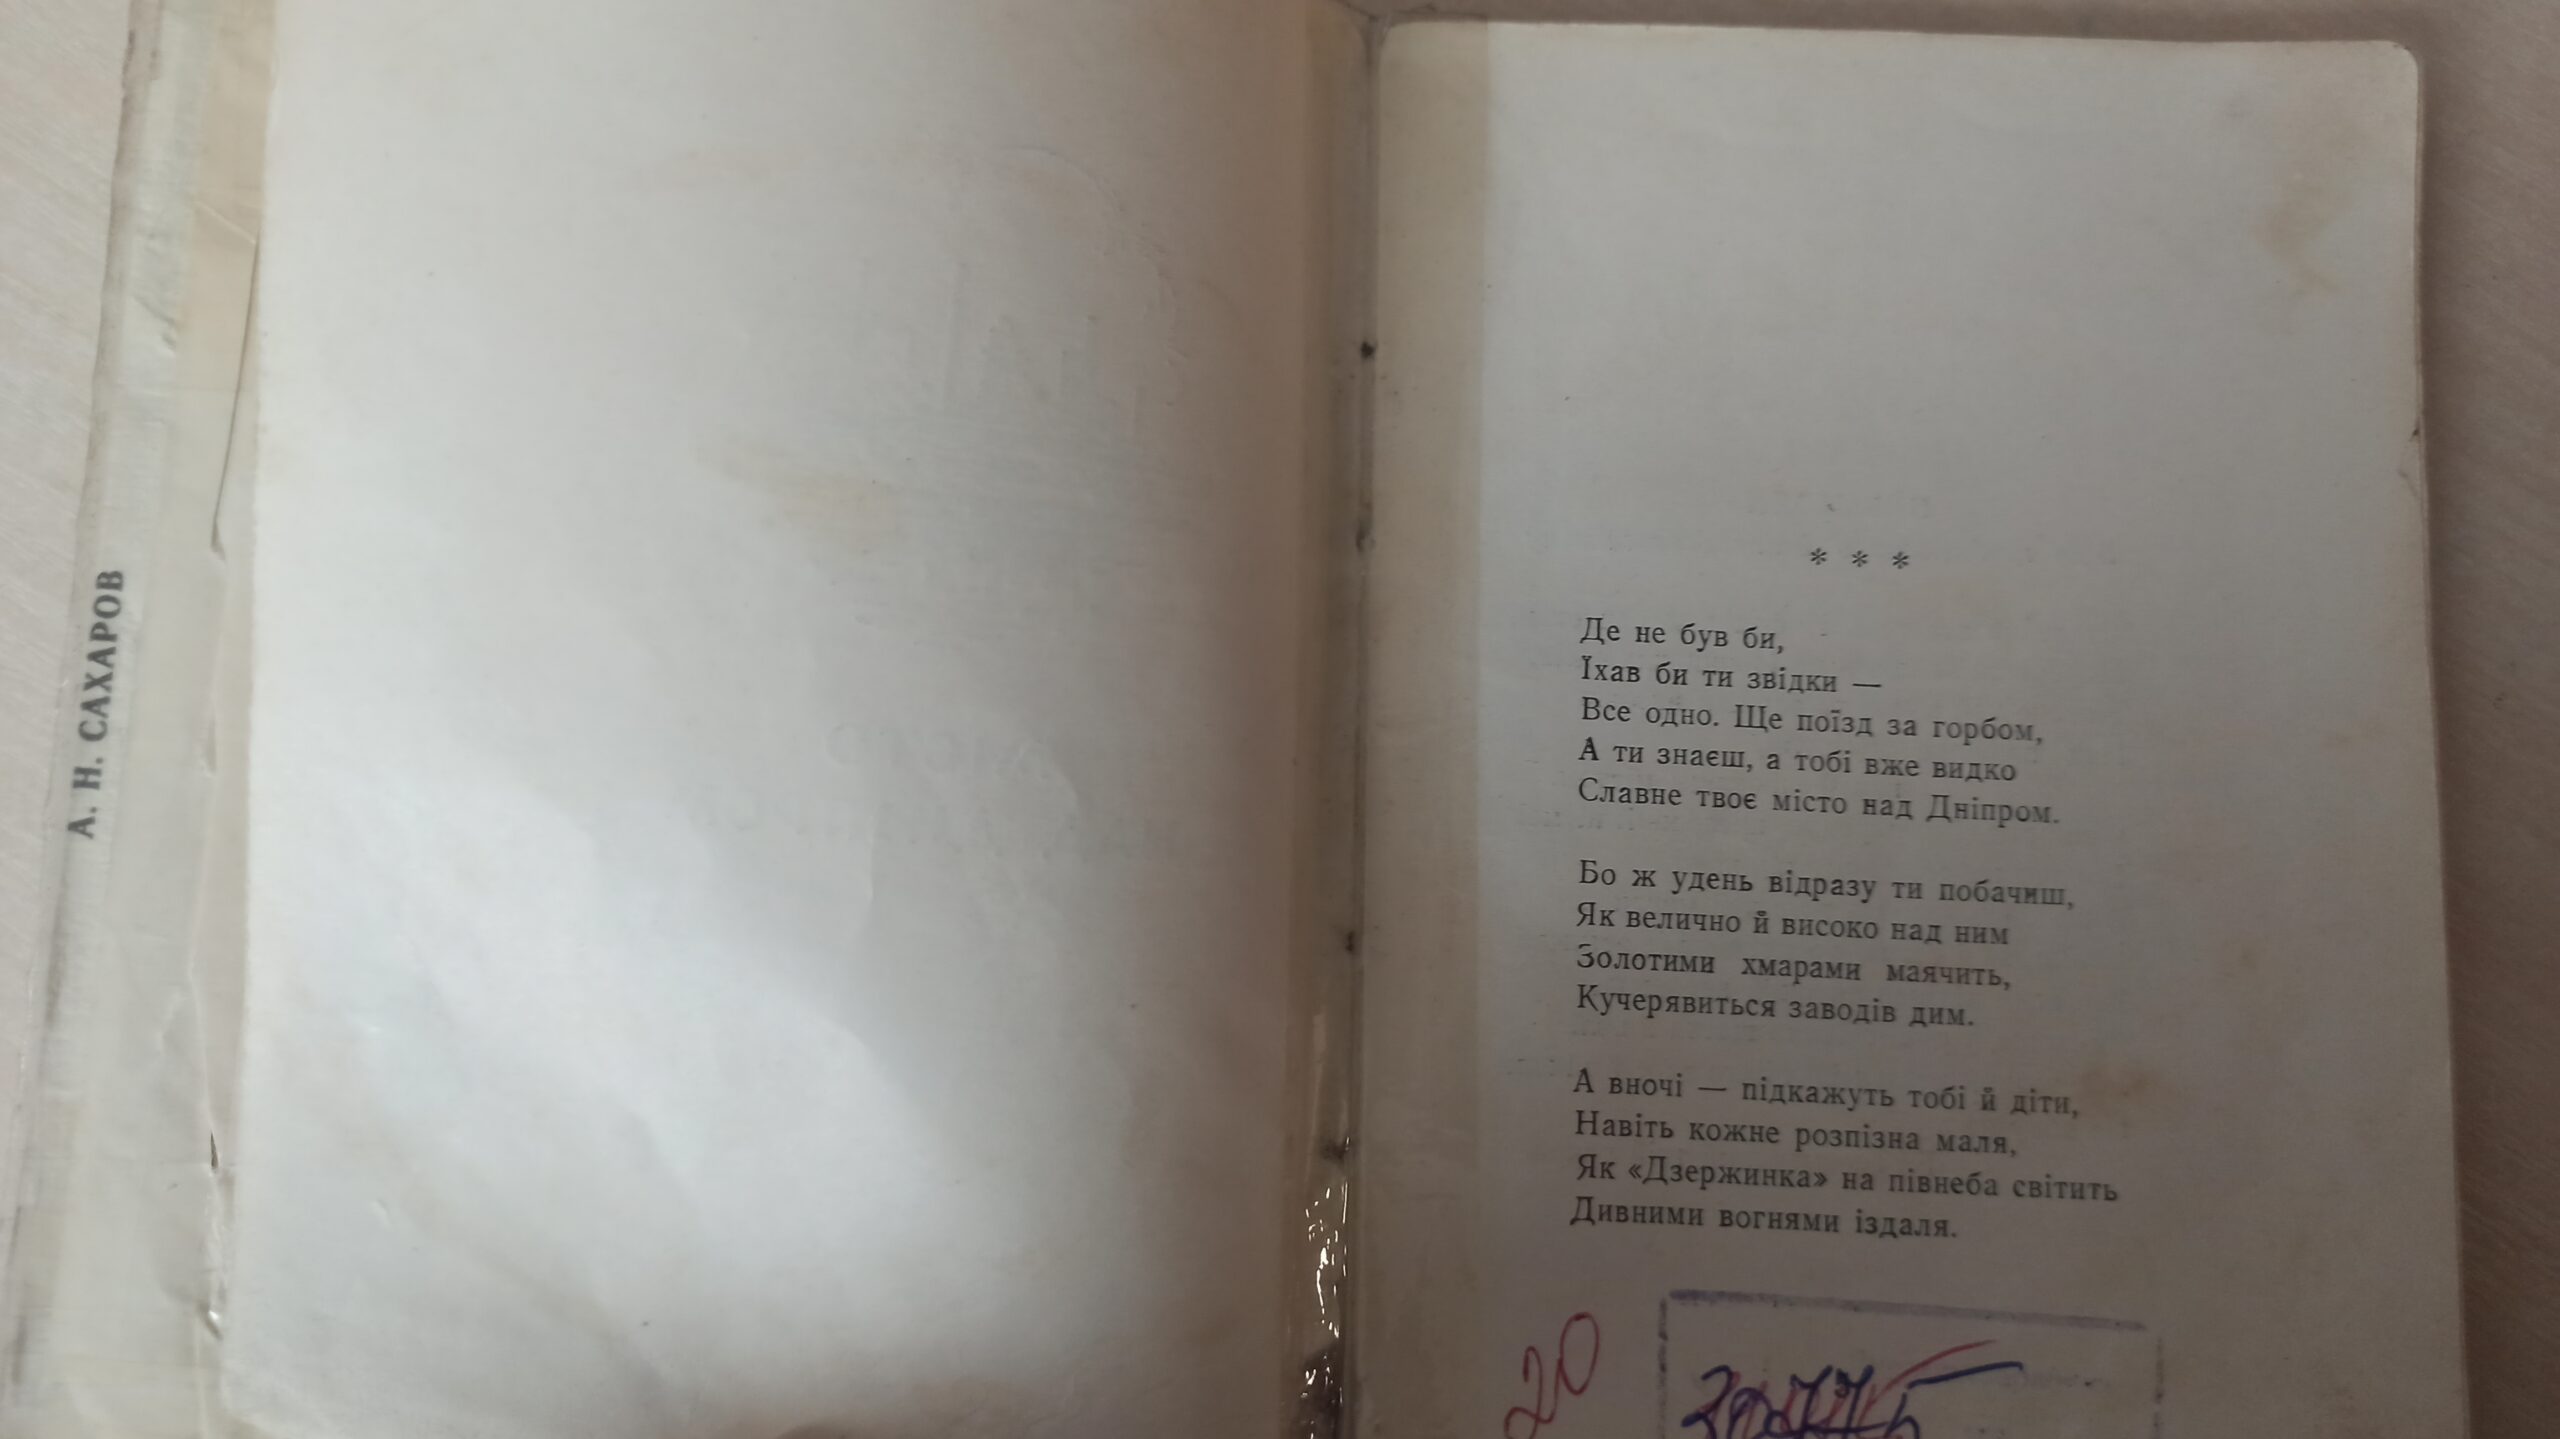 А. Н. САХАРОВ
* * *
Де не був би,
Їхав би ти звідки —
Все одно. Ще поїзд за горбом,
А ти знаєш, а тобі вже видко
Славне твоє місто над Дніпром.
Бо ж удень відразу ти побачиш,
Як велично й високо над ним
Золотими хмарами маячить,
Кучерявиться заводів дим.
А вночі — підкажуть тобі й діти,
Навіть кожне розпізна маля,
Як «Дзержинка» на півнеба світить
Дивними вогнями іздаля.
20